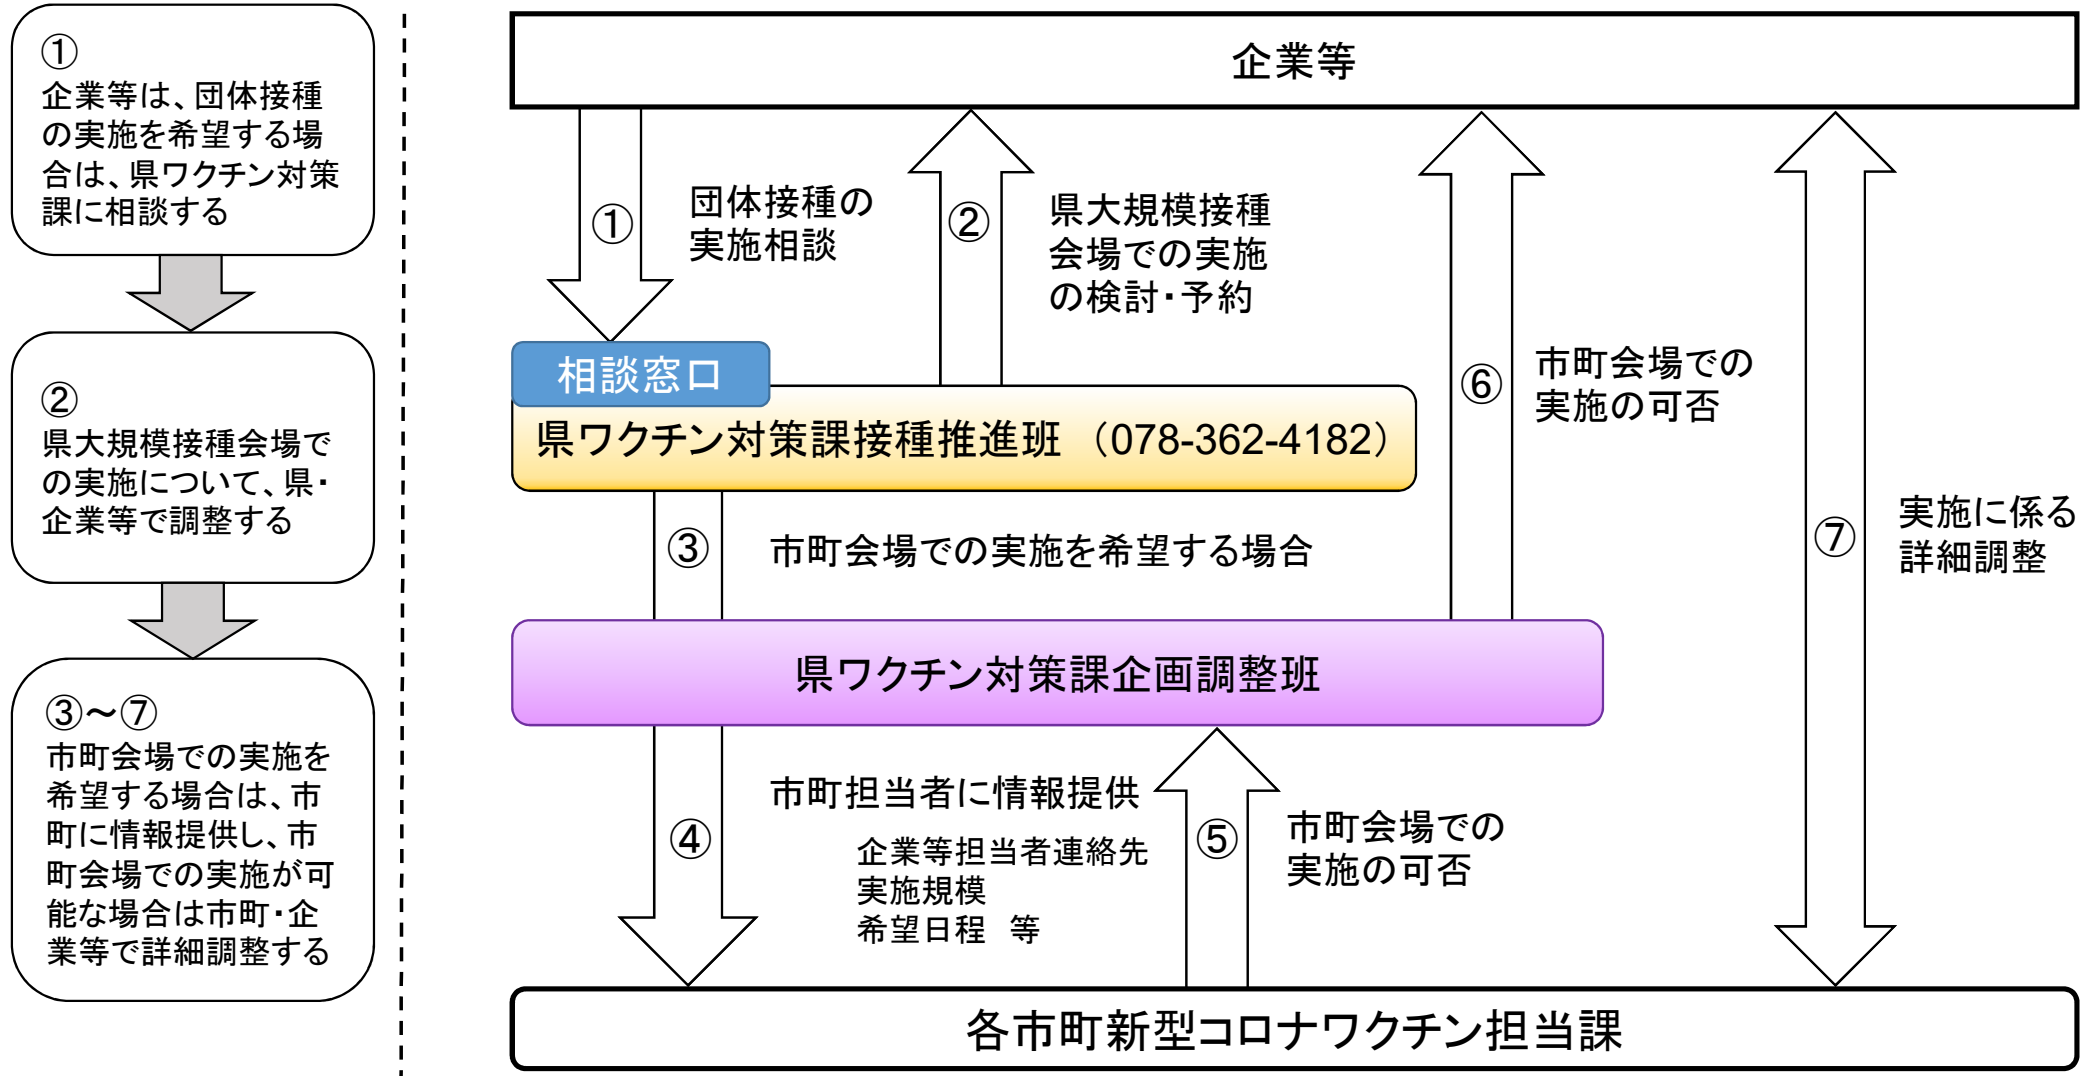 ①
企業等は、団体接種
の実施を希望する場
合は、県ワクチン対策
課に相談する
②
県大規模接種会場で
の実施について、県・
企業等で調整する
③～⑦
市町会場での実施を
希望する場合は、市
町に情報提供し、市
町会場での実施が可
能な場合は市町・企
業等で詳細調整する
企業等
①
団体接種の
実施相談
②
県大規模接種
会場での実施
の検討・予約
相談窓口
県ワクチン対策課接種推進班 （078-362-4182）
③
市町会場での実施を希望する場合
⑥
市町会場での
実施の可否
⑦
実施に係る
詳細調整
県ワクチン対策課企画調整班
④
市町担当者に情報提供
企業等担当者連絡先
実施規模
希望日程　等
⑤
市町会場での
実施の可否
各市町新型コロナワクチン担当課